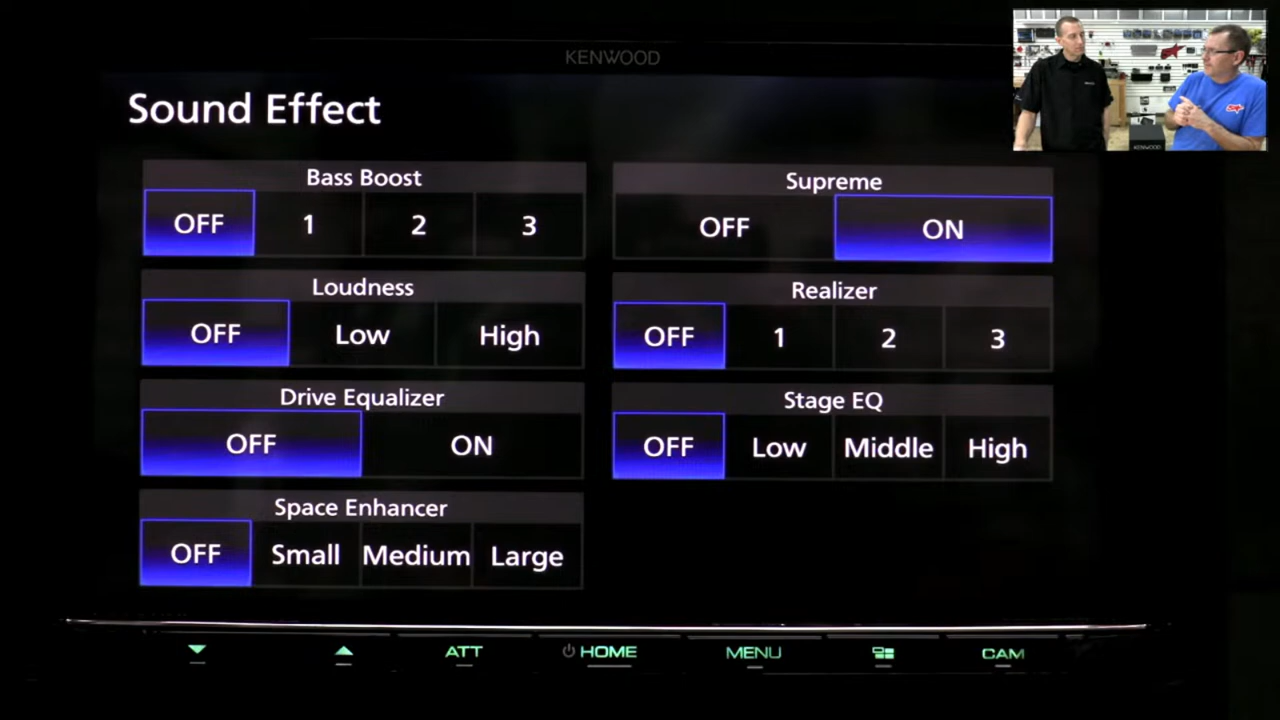 KENWOOD
Sound Effect
Bass Boost
OFF 1 2 3
Supreme
OFF ON
Loudness
OFF Low High
Realizer
OFF 1 2 3
Drive Equalizer
OFF ON
Stage EQ
OFF Low Middle High
Space Enhancer
OFF Small Medium Large
ATT HOME MENU CAM
KENWOOD